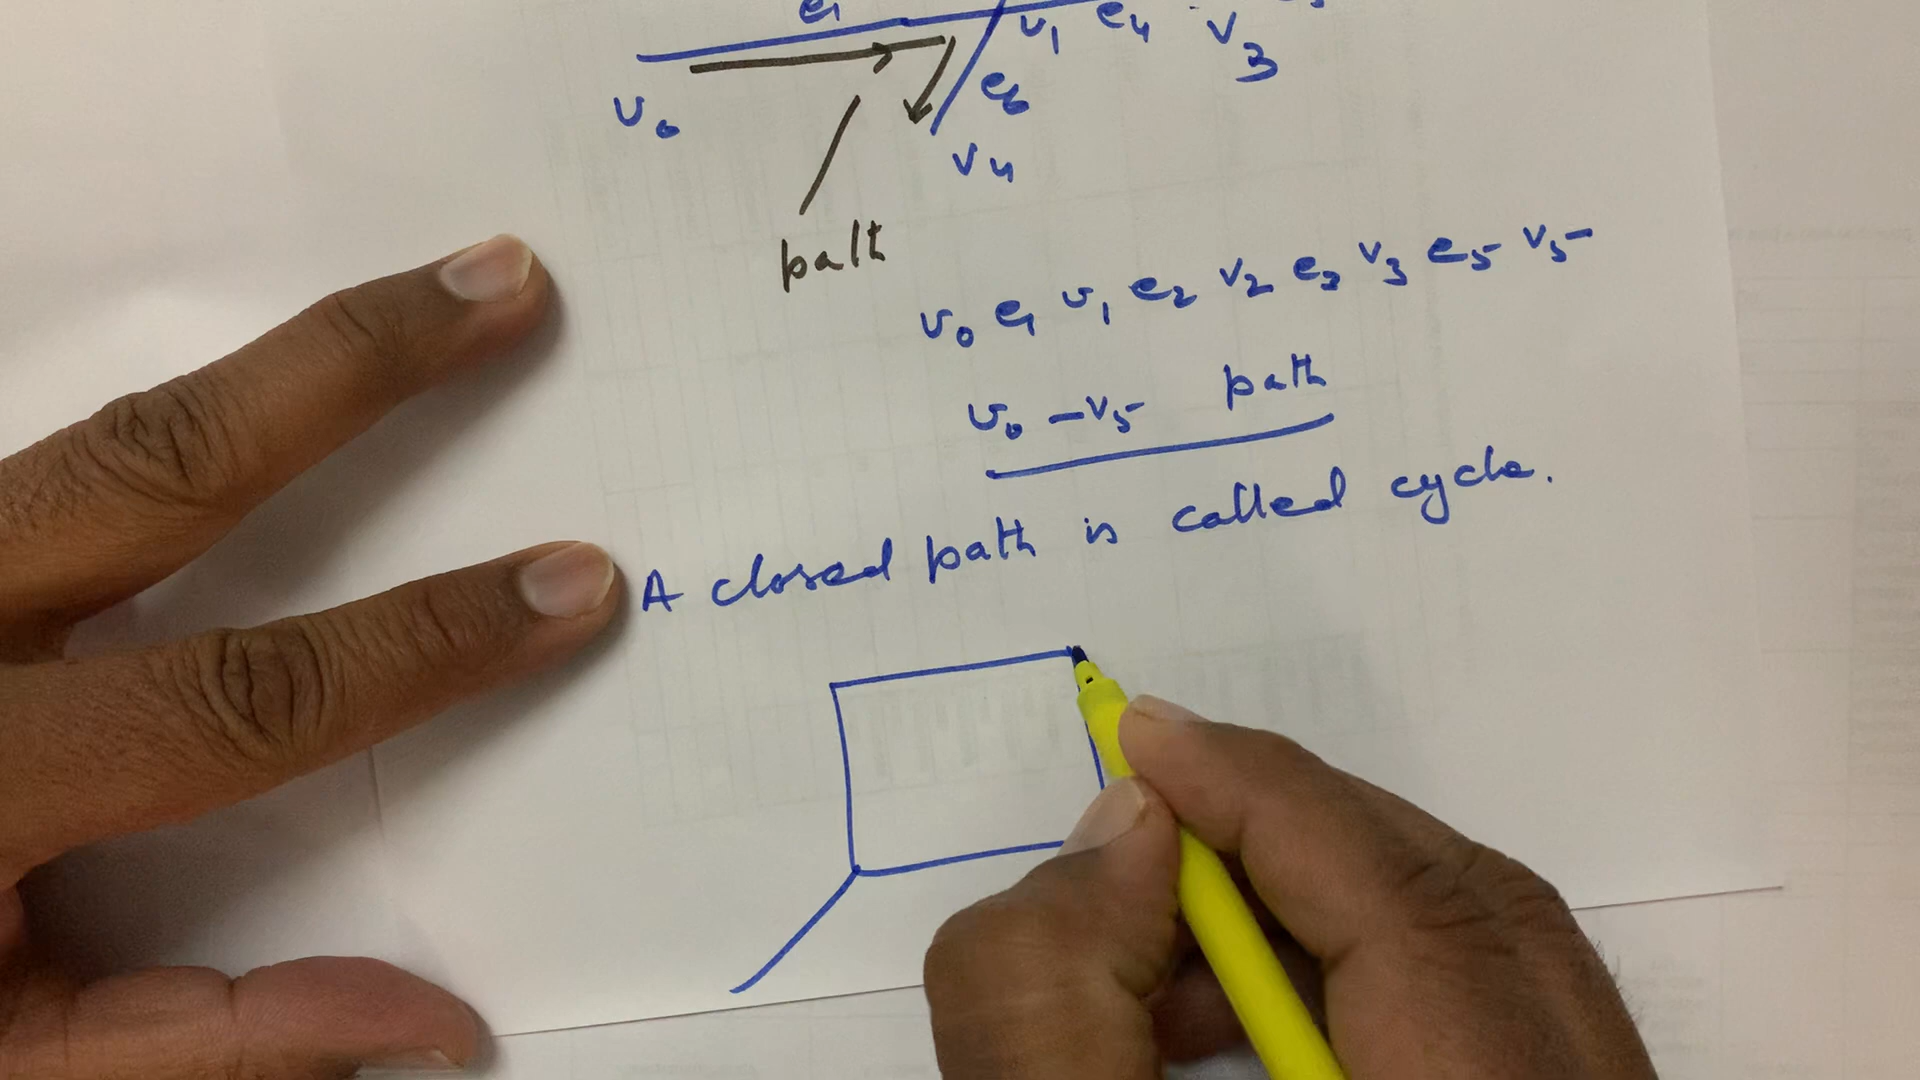 e1
v1 e4 v3
v0
e6
v4
path
v0 e1 v1 e2 v2 e3 v3 e5 v5
v0 - v5 path
A closed path is called cycle.